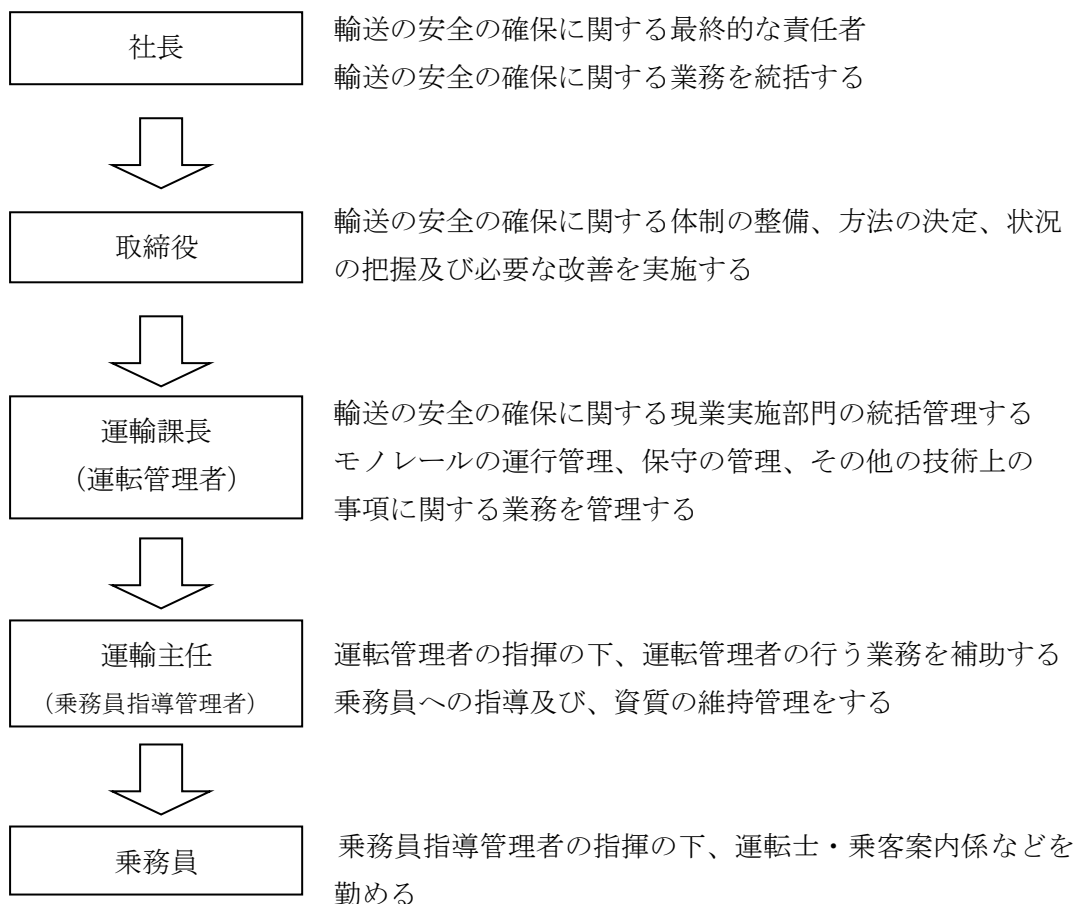 社長
輸送の安全の確保に関する最終的な責任者
輸送の安全の確保に関する業務を統括する
取締役
輸送の安全の確保に関する体制の整備、方法の決定、状況
の把握及び必要な改善を実施する
運輸課長
（運転管理者）
輸送の安全の確保に関する現業実施部門の統括管理する
モノレールの運行管理、保守の管理、その他の技術上の
事項に関する業務を管理する
運輸主任
（乗務員指導管理者）
運転管理者の指揮の下、運転管理者の行う業務を補助する
乗務員への指導及び、資質の維持管理をする
乗務員
乗務員指導管理者の指揮の下、運転士・乗客案内係などを
勤める